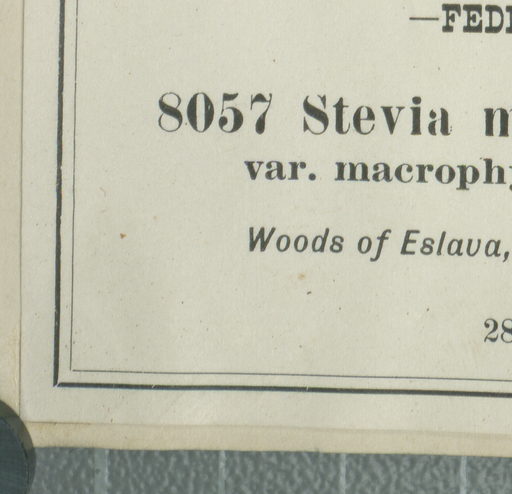 —FED
8057 Stevia
var. macrophy
Woods of Eslava,
28